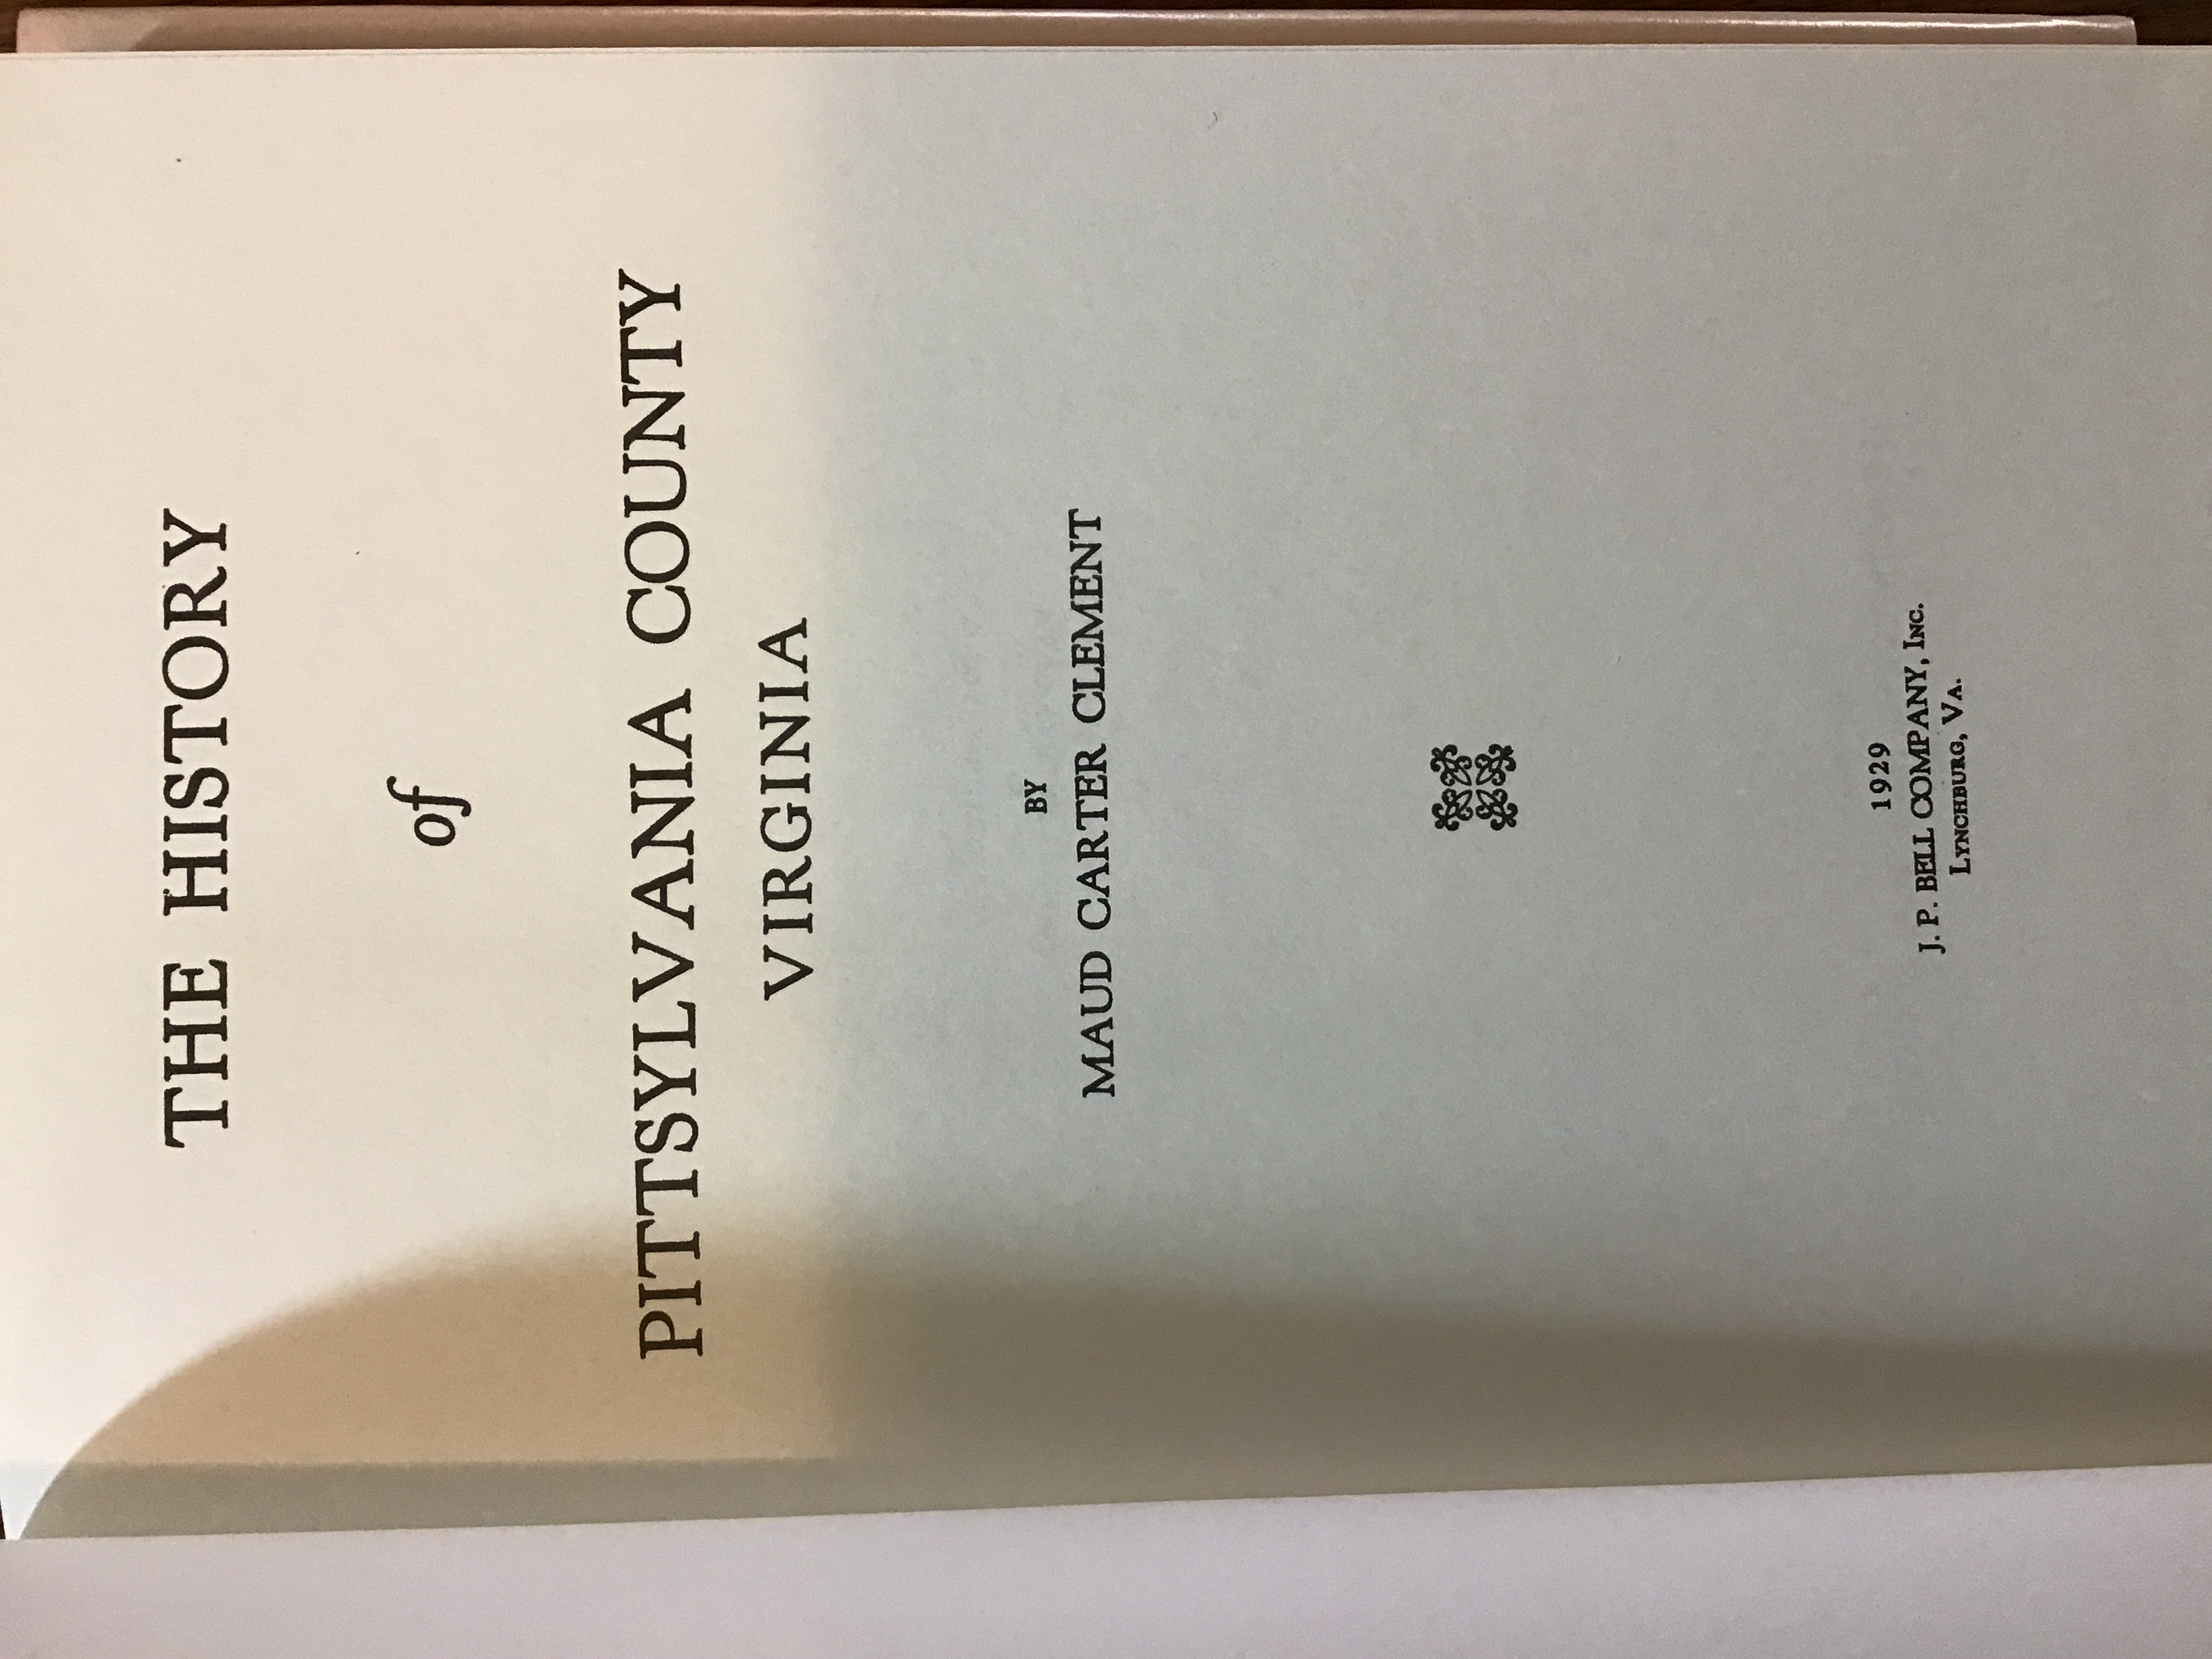 THE HISTORY
of
PITTSYLVANIA COUNTY
VIRGINIA
BY
MAUD CARTER CLEMENT
1929
J. P. BELL COMPANY, INC.
LYNCHBURG, VA.